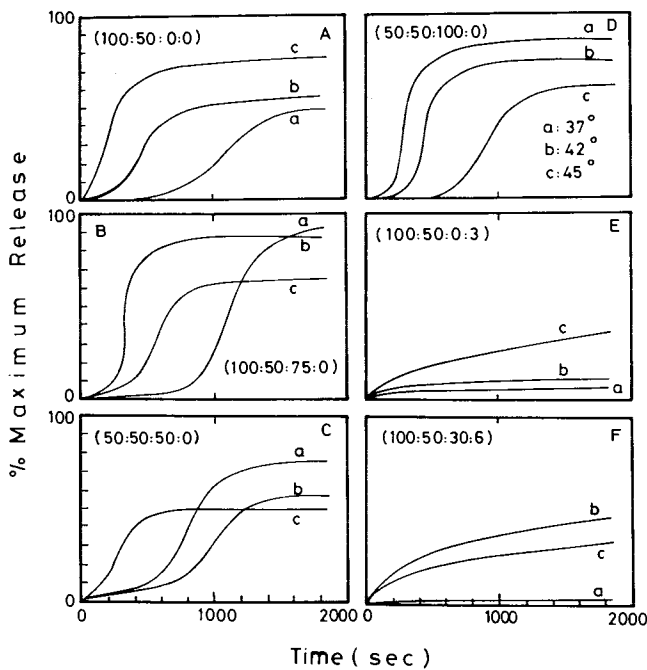 % Maximum Release
100
0
(100:50:0:0)
A
c
b
a
(50:50:100:0)
D
a
b
c
a: 37°
b: 42°
c: 45°
100
0
B
a
b
c
(100:50:75:0)
(100:50:0:3)
E
c
b
a
100
0
(50:50:50:0)
C
a
b
c
(100:50:30:6)
F
b
c
a
0
1000
2000
0
1000
2000
Time ( sec )